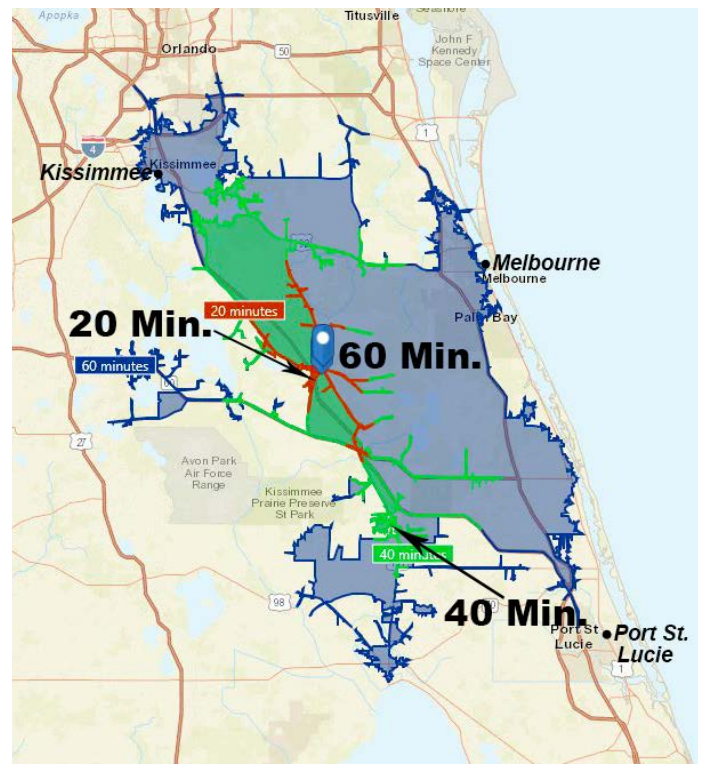 Apopka
Titusville
Seashore
Orlando
50
John F
Kennedy
Space Center
1
4
Kissimmee
Kissimmee
Melbourne
Melbourne
20 minutes
20 Min.
Palm Bay
60 Min.
60 minutes
27
Avon Park
Air Force
Range
Kissimmee
Prairie Preserve
St Park
40 minutes
98
40 Min.
Port St
Lucie
Port St.
Lucie
1